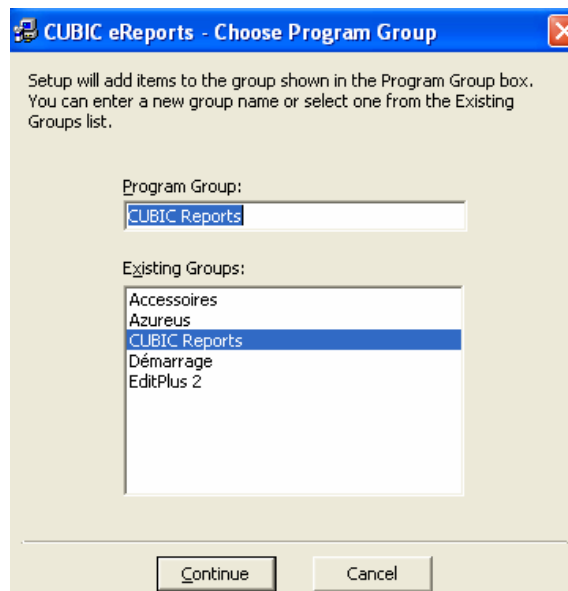 CUBIC eReports - Choose Program Group
Setup will add items to the group shown in the Program Group box.
You can enter a new group name or select one from the Existing
Groups list.
Program Group:
CUBIC Reports
Existing Groups:
Accessoires
Azureus
CUBIC Reports
Démarrage
EditPlus 2
Continue
Cancel